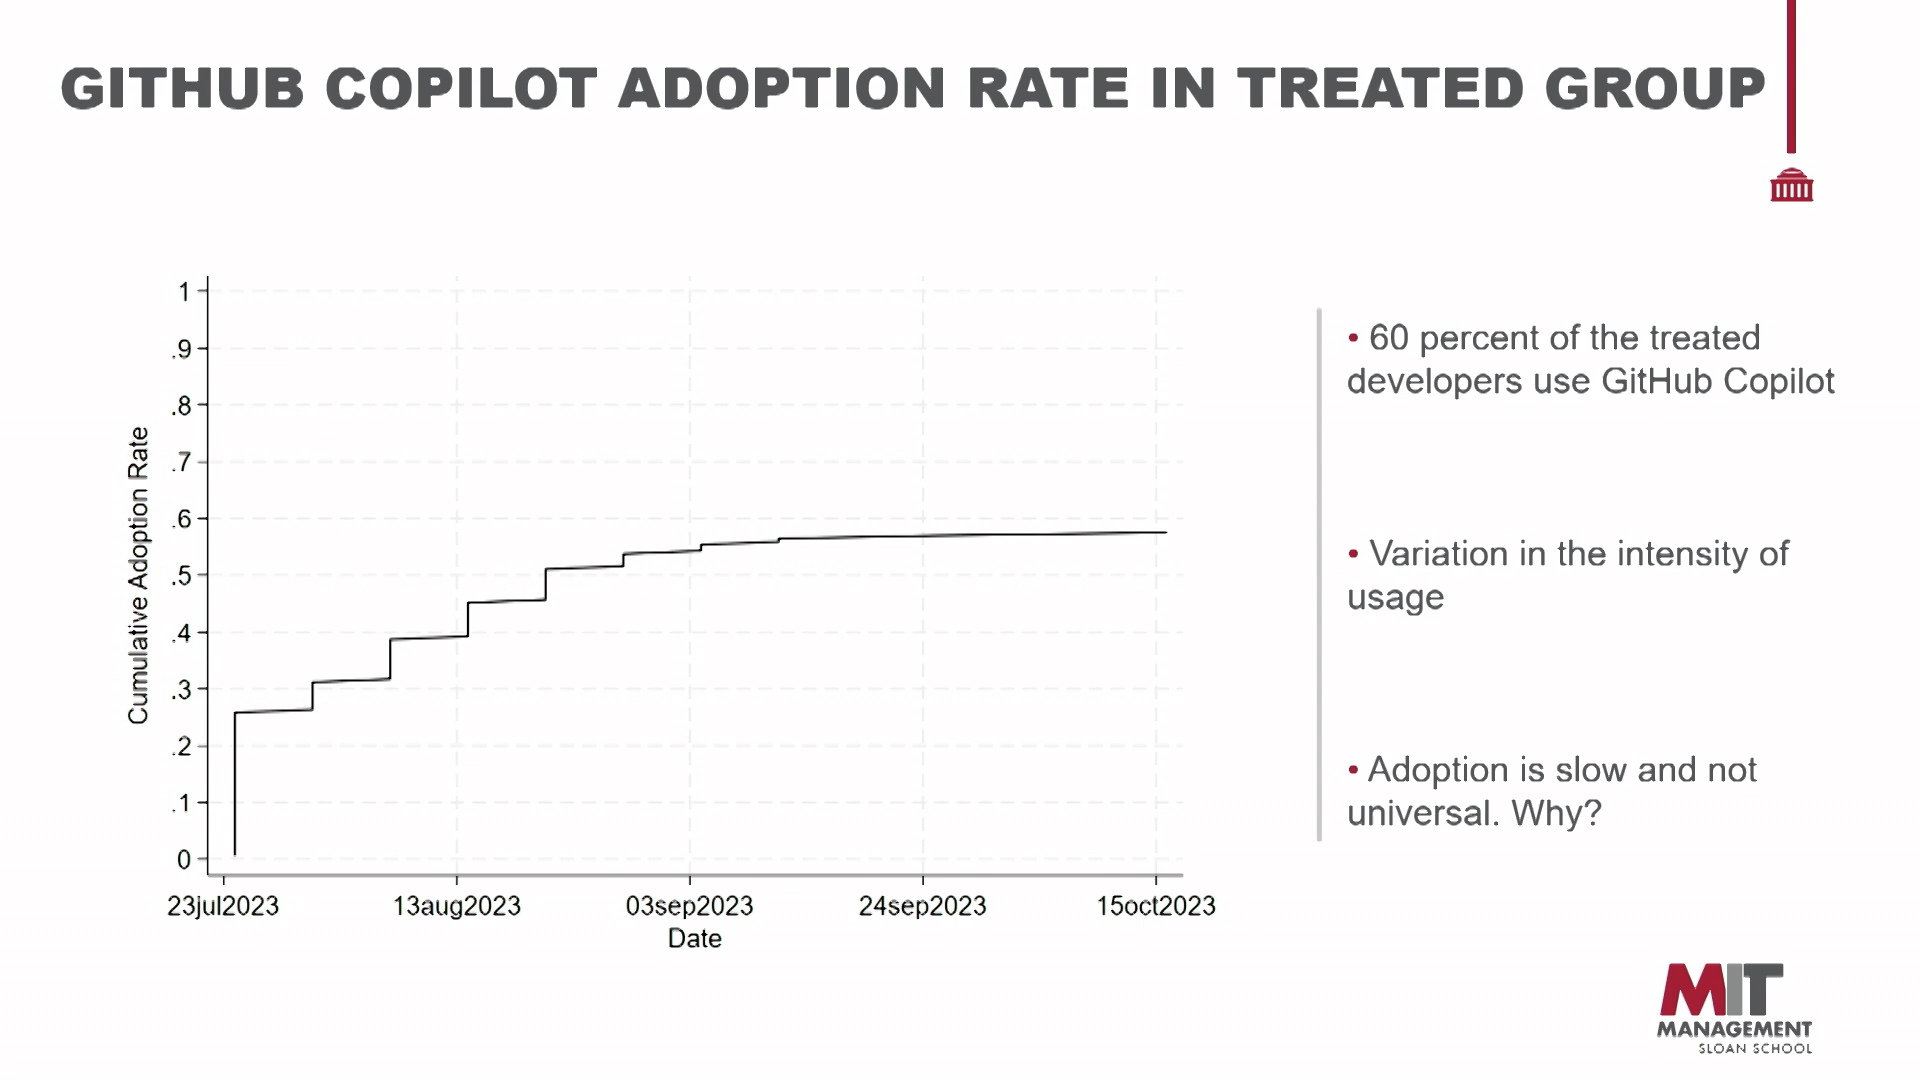 GITHUB COPILOT ADOPTION RATE IN TREATED GROUP
1
.9
.8
.7
.6
.5
.4
.3
.2
.1
0
Cumulative Adoption Rate
23jul2023
13aug2023
03sep2023
24sep2023
15oct2023
Date
• 60 percent of the treated
developers use GitHub Copilot
• Variation in the intensity of
usage
• Adoption is slow and not
universal. Why?
MIT
MANAGEMENT
SLOAN SCHOOL